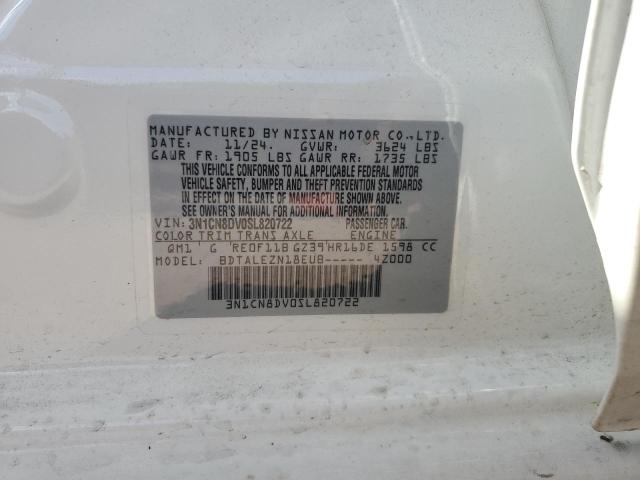 MANUFACTURED BY NISSAN MOTOR CO.,LTD.
DATE: 11/24. GVWR: 3624 LBS
GAWR FR: 1905 LBS GAWR RR: 1735 LBS
THIS VEHICLE CONFORMS TO ALL APPLICABLE FEDERAL MOTOR
VEHICLE SAFETY, BUMPER AND THEFT PREVENTION STANDARDS
IN EFFECT ON THE DATE OF MANUFACTURE SHOWN ABOVE.
SEE OWNER'S MANUAL FOR ADDITIONAL INFORMATION.
VIN: 3N1CN8DV0SL820722 PASSENGER CAR.
COLOR TRIM TRANS AXLE ENGINE
QM1 G RE0F11B GZ39 HR16DE 1598 CC
MODEL: BDTALEZN18EUB----- 4Z000
3N1CN8DV0SL820722